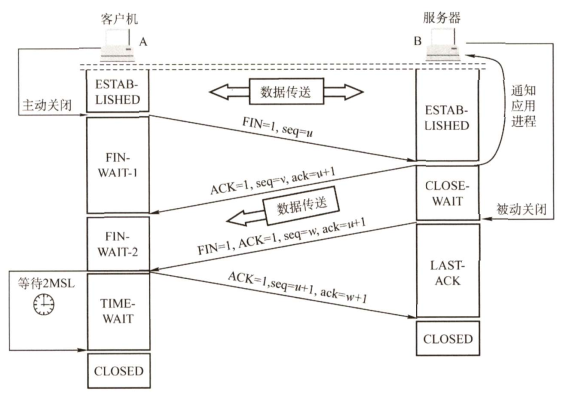 客户机
服务器
A
B
ESTAB-
LISHED
数据传送
通知
应用
进程
主动关闭
FIN=1, seq=u
ESTAB-
LISHED
FIN-
WAIT-1
ACK=1, seq=v, ack=u+1
CLOSE-
WAIT
数据传送
被动关闭
FIN=1, ACK=1, seq=w, ack=u+1
FIN-
WAIT-2
等待2MSL
ACK=1,seq=u+1, ack=w+1
LAST-
ACK
TIME-
WAIT
CLOSED
CLOSED